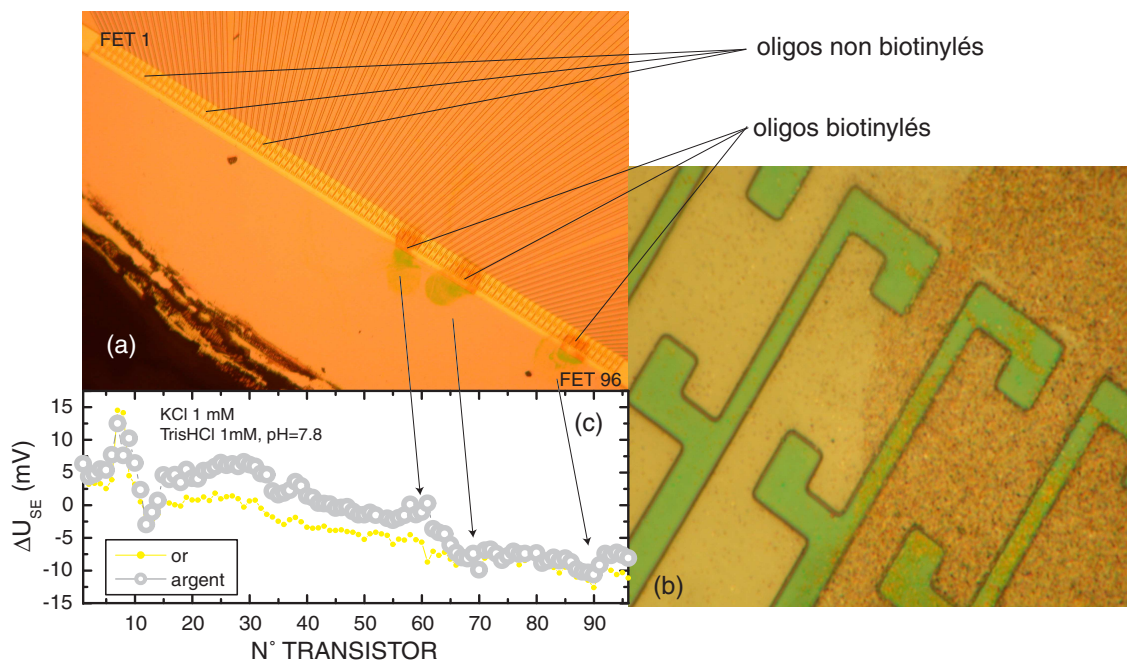 FET 1
oligos non biotinylés
oligos biotinylés
(a)
FET 96
(b)
15
10
5
0
-5
-10
-15
ΔU_SE (mV)
KCl 1 mM
TrisHCl 1mM, pH=7.8
(c)
or
argent
10 20 30 40 50 60 70 80 90
N° TRANSISTOR